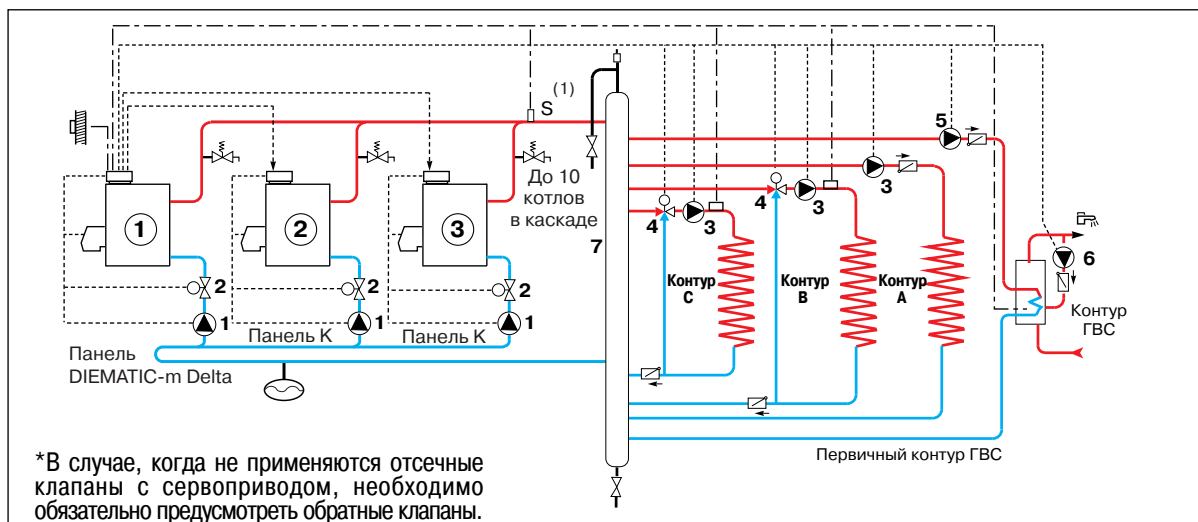 (1)
S
До 10
котлов
в каскаде
7
1
2
3
2
2
2
1
1
1
Панель К
Панель К
Панель
DIEMATIC-m Delta
5
3
4
3
4
3
6
Контур
С
Контур
В
Контур
А
Контур
ГВС
Первичный контур ГВС
*В случае, когда не применяются отсечные
клапаны с сервоприводом, необходимо
обязательно предусмотреть обратные клапаны.